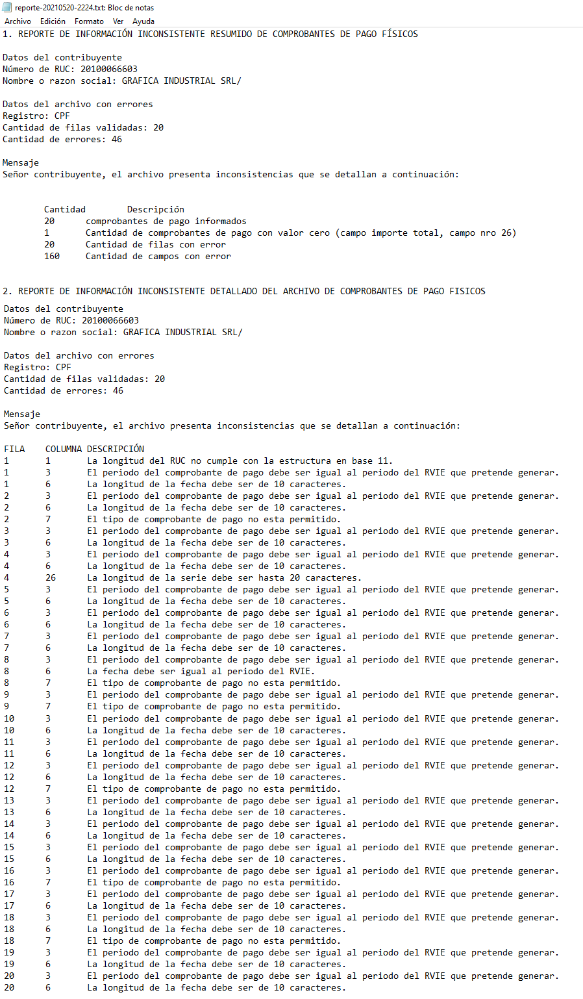 reporte-20210520-2224.txt: Bloc de notas
Archivo Edición Formato Ver Ayuda
1. REPORTE DE INFORMACIÓN INCONSISTENTE RESUMIDO DE COMPROBANTES DE PAGO FÍSICOS
Datos del contribuyente
Número de RUC: 20100066603
Nombre o razon social: GRAFICA INDUSTRIAL SRL/
Datos del archivo con errores
Registro: CPF
Cantidad de filas validadas: 20
Cantidad de errores: 46
Mensaje
Señor contribuyente, el archivo presenta inconsistencias que se detallan a continuación:
Cantidad Descripción
20 comprobantes de pago informados
1 Cantidad de comprobantes de pago con valor cero (campo importe total, campo nro 26)
20 Cantidad de filas con error
160 Cantidad de campos con error
2. REPORTE DE INFORMACIÓN INCONSISTENTE DETALLADO DEL ARCHIVO DE COMPROBANTES DE PAGO FISICOS
Datos del contribuyente
Número de RUC: 20100066603
Nombre o razon social: GRAFICA INDUSTRIAL SRL/
Datos del archivo con errores
Registro: CPF
Cantidad de filas validadas: 20
Cantidad de errores: 46
Mensaje
Señor contribuyente, el archivo presenta inconsistencias que se detallan a continuación:
FILA COLUMNA DESCRIPCIÓN
1 1 La longitud del RUC no cumple con la estructura en base 11.
1 3 El periodo del comprobante de pago debe ser igual al periodo del RVIE que pretende generar.
1 6 La longitud de la fecha debe ser de 10 caracteres.
2 3 El periodo del comprobante de pago debe ser igual al periodo del RVIE que pretende generar.
2 6 La longitud de la fecha debe ser de 10 caracteres.
2 7 El tipo de comprobante de pago no esta permitido.
3 3 El periodo del comprobante de pago debe ser igual al periodo del RVIE que pretende generar.
3 6 La longitud de la fecha debe ser de 10 caracteres.
4 3 El periodo del comprobante de pago debe ser igual al periodo del RVIE que pretende generar.
4 6 La longitud de la fecha debe ser de 10 caracteres.
4 26 La longitud de la serie debe ser hasta 20 caracteres.
5 3 El periodo del comprobante de pago debe ser igual al periodo del RVIE que pretende generar.
5 6 La longitud de la fecha debe ser de 10 caracteres.
6 3 El periodo del comprobante de pago debe ser igual al periodo del RVIE que pretende generar.
6 6 La longitud de la fecha debe ser de 10 caracteres.
7 3 El periodo del comprobante de pago debe ser igual al periodo del RVIE que pretende generar.
7 6 La longitud de la fecha debe ser de 10 caracteres.
8 3 El periodo del comprobante de pago debe ser igual al periodo del RVIE que pretende generar.
8 6 La fecha debe ser igual al periodo del RVIE.
8 7 El tipo de comprobante de pago no esta permitido.
9 3 El periodo del comprobante de pago debe ser igual al periodo del RVIE que pretende generar.
9 7 El tipo de comprobante de pago no esta permitido.
10 3 El periodo del comprobante de pago debe ser igual al periodo del RVIE que pretende generar.
10 6 La longitud de la fecha debe ser de 10 caracteres.
11 3 El periodo del comprobante de pago debe ser igual al periodo del RVIE que pretende generar.
11 6 La longitud de la fecha debe ser de 10 caracteres.
12 3 El periodo del comprobante de pago debe ser igual al periodo del RVIE que pretende generar.
12 6 La longitud de la fecha debe ser de 10 caracteres.
12 7 El tipo de comprobante de pago no esta permitido.
13 3 El periodo del comprobante de pago debe ser igual al periodo del RVIE que pretende generar.
13 6 La longitud de la fecha debe ser de 10 caracteres.
14 3 El periodo del comprobante de pago debe ser igual al periodo del RVIE que pretende generar.
14 6 La longitud de la fecha debe ser de 10 caracteres.
15 3 El periodo del comprobante de pago debe ser igual al periodo del RVIE que pretende generar.
15 6 La longitud de la fecha debe ser de 10 caracteres.
16 3 El periodo del comprobante de pago debe ser igual al periodo del RVIE que pretende generar.
16 7 El tipo de comprobante de pago no esta permitido.
17 3 El periodo del comprobante de pago debe ser igual al periodo del RVIE que pretende generar.
17 6 La longitud de la fecha debe ser de 10 caracteres.
18 3 El periodo del comprobante de pago debe ser igual al periodo del RVIE que pretende generar.
18 6 La longitud de la fecha debe ser de 10 caracteres.
18 7 El tipo de comprobante de pago no esta permitido.
19 3 El periodo del comprobante de pago debe ser igual al periodo del RVIE que pretende generar.
19 6 La longitud de la fecha debe ser de 10 caracteres.
20 3 El periodo del comprobante de pago debe ser igual al periodo del RVIE que pretende generar.
20 6 La longitud de la fecha debe ser de 10 caracteres.